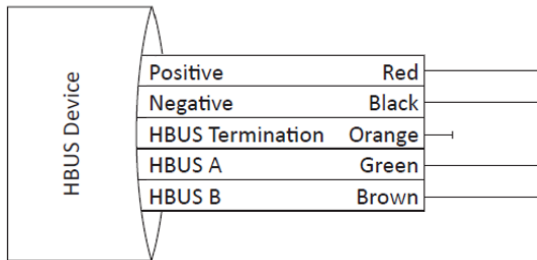 HBUS Device
Positive Red
Negative Black
HBUS Termination Orange
HBUS A Green
HBUS B Brown